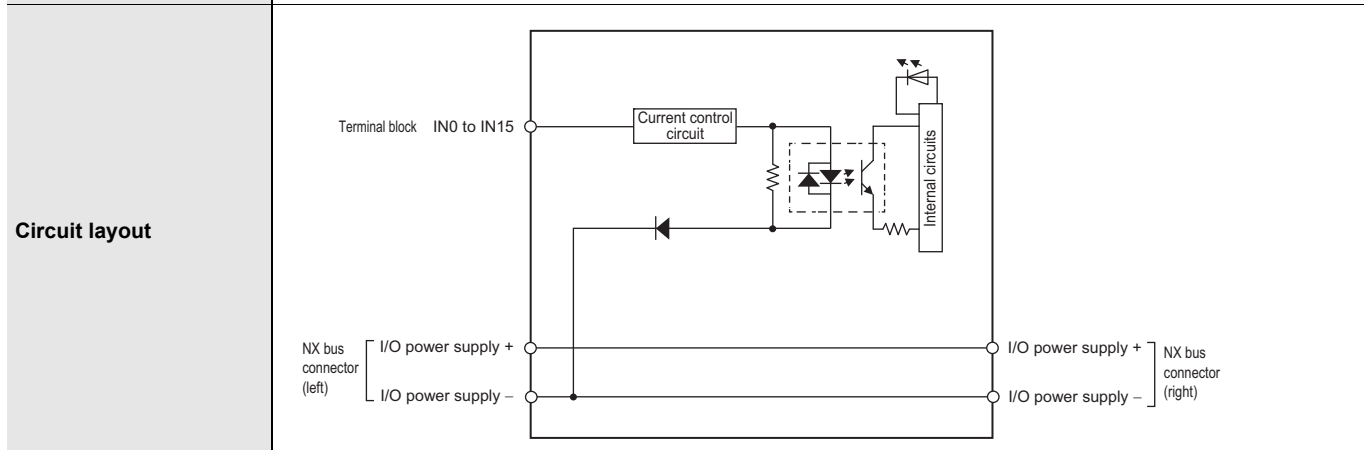 Circuit layout
Terminal block IN0 to IN15
Current control
circuit
Internal circuits
NX bus
connector
(left)
I/O power supply +
I/O power supply –
I/O power supply +
I/O power supply –
NX bus
connector
(right)